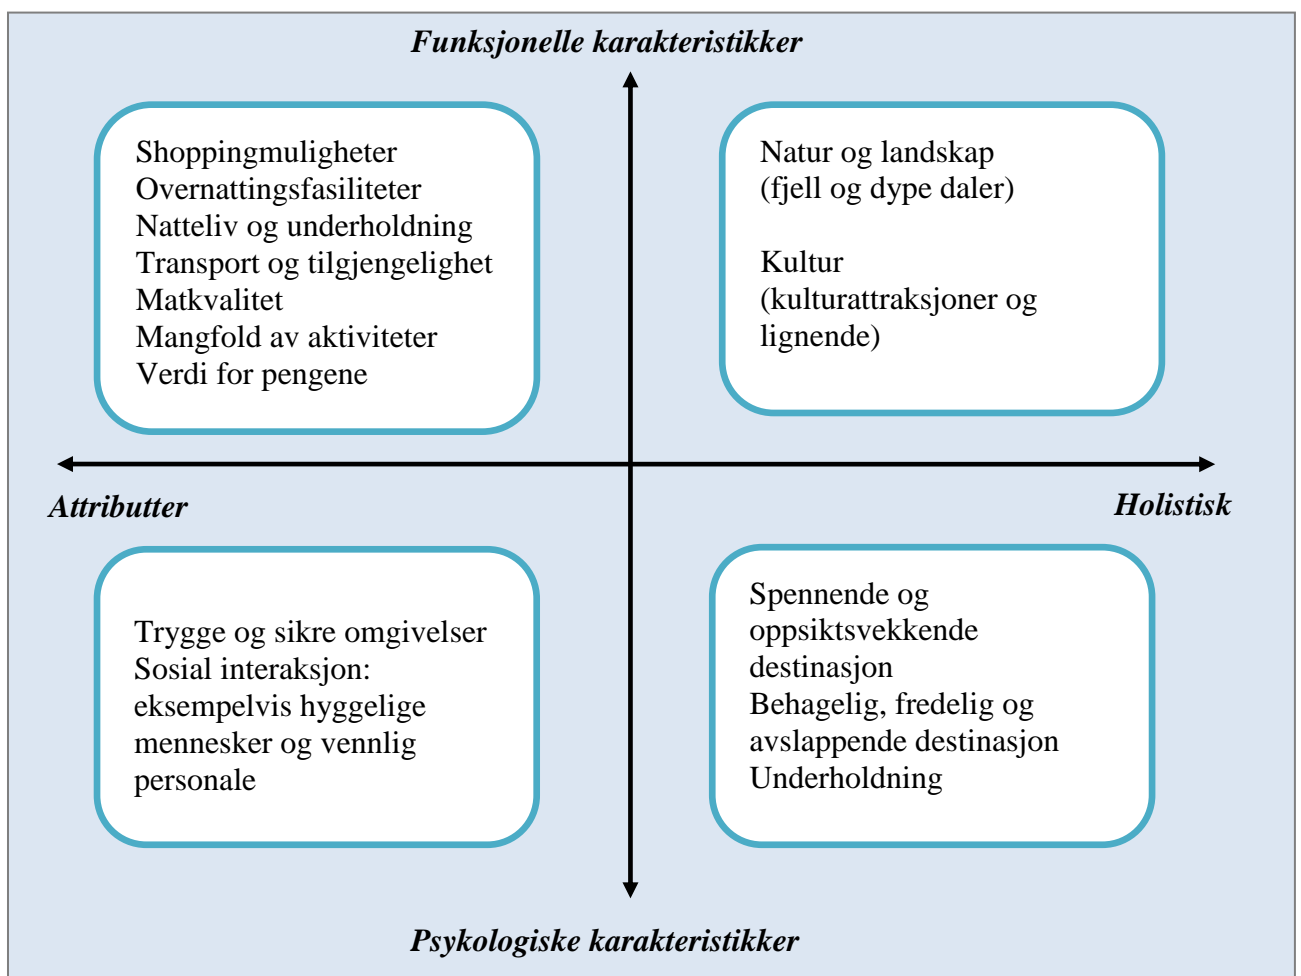 Funksjonelle karakteristikker
Shoppingmuligheter
Overnattingsfasiliteter
Natteliv og underholdning
Transport og tilgjengelighet
Matkvalitet
Mangfold av aktiviteter
Verdi for pengene
Natur og landskap
(fjell og dype daler)
Kultur
(kulturattraksjoner og
lignende)
Attributter
Holistisk
Trygge og sikre omgivelser
Sosial interaksjon:
eksempelvis hyggelige
mennesker og vennlig
personale
Spennende og
oppsiktsvekkende
destinasjon
Behagelig, fredelig og
avslappende destinasjon
Underholdning
Psykologiske karakteristikker